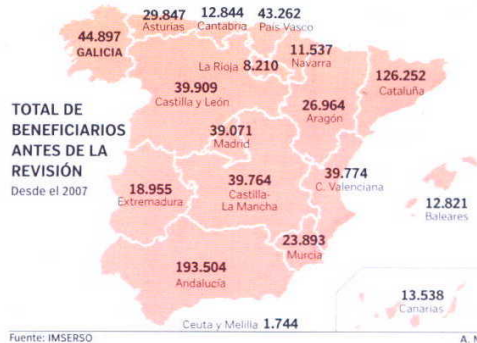 29.847
Asturias
12.844
Cantabria
43.262
País Vasco
44.897
GALICIA
11.537
Navarra
La Rioja 8.210
126.252
Cataluña
39.909
Castilla y León
26.964
Aragón
TOTAL DE
BENEFICIARIOS
ANTES DE LA
REVISIÓN
Desde el 2007
39.071
Madrid
39.774
C. Valenciana
18.955
Extremadura
39.764
Castilla-
La Mancha
12.821
Baleares
23.893
Murcia
193.504
Andalucía
13.538
Canarias
Ceuta y Melilla 1.744
Fuente: IMSERSO